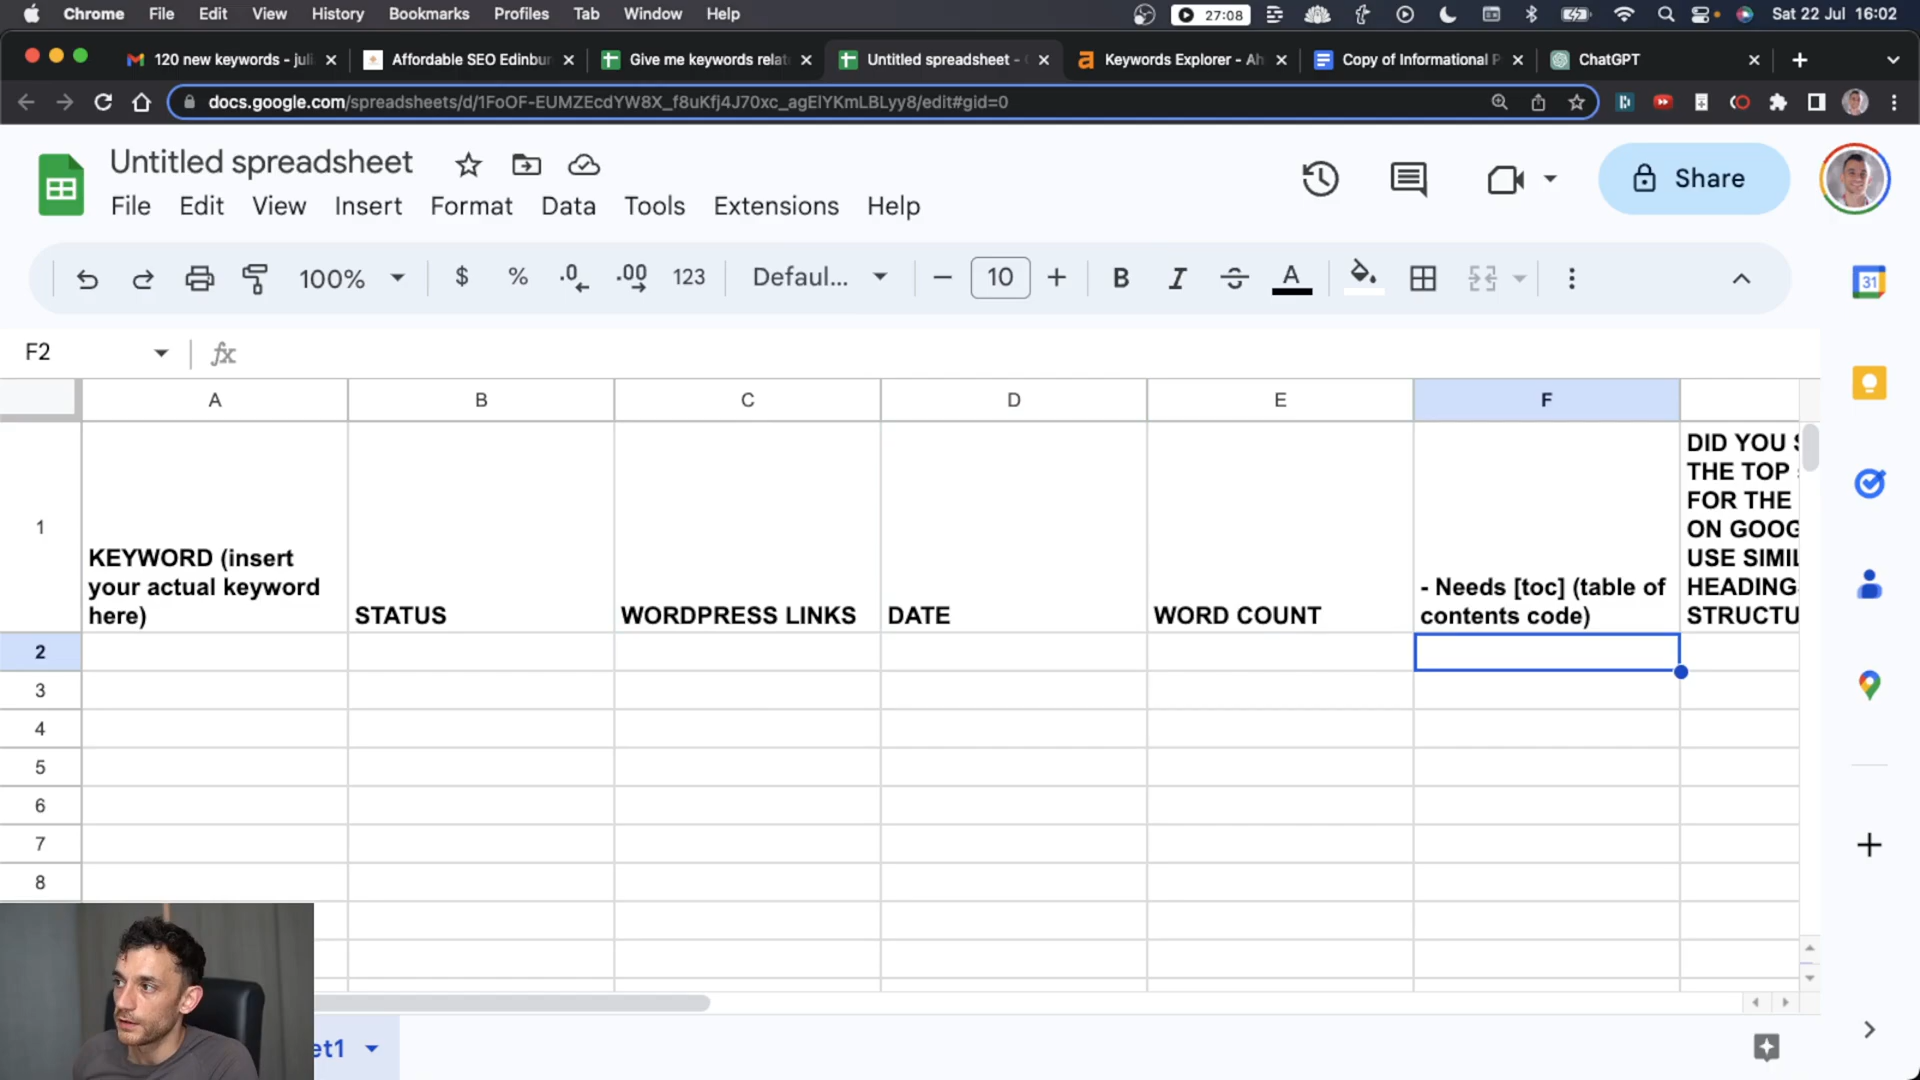 Chrome File Edit View History Bookmarks Profiles Tab Window Help 27:08 Sat 22 Jul 16:02
120 new keywords - juli Affordable SEO Edinbur Give me keywords relat Untitled spreadsheet - Keywords Explorer - Ah Copy of Informational P ChatGPT
docs.google.com/spreadsheets/d/1FoOF-EUMZEcdYW8X_f8uKfj4J70xc_agElYKmLBLyy8/edit#gid=0
Untitled spreadsheet
File Edit View Insert Format Data Tools Extensions Help
Share
100% $ % .0 .00 123 Defaul... 10 B I A
31
F2 fx
A B C D E F
1
KEYWORD (insert
your actual keyword
here)
STATUS
WORDPRESS LINKS
DATE
WORD COUNT
- Needs [toc] (table of
contents code)
DID YOU
THE TOP
FOR THE
ON GOOG
USE SIMIL
HEADING
STRUCTU
2
3
4
5
6
7
8
et1